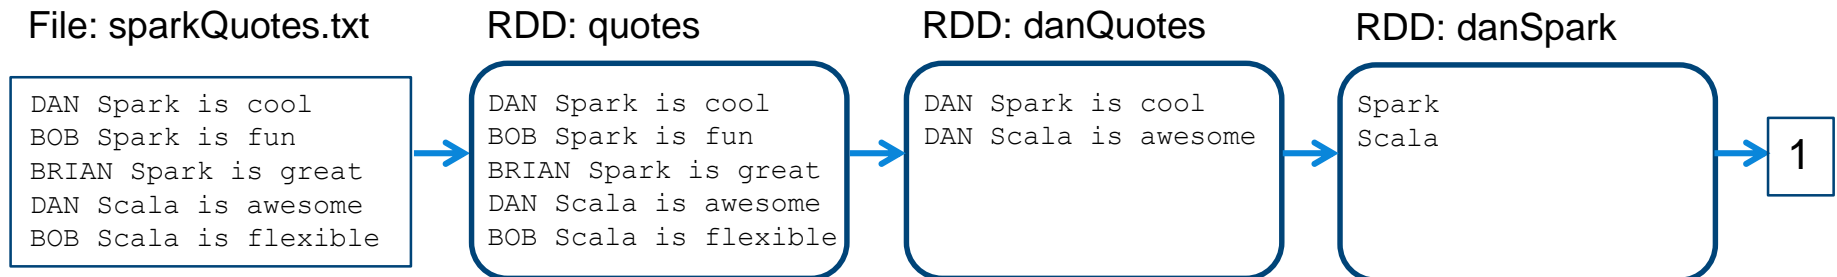 File: sparkQuotes.txt
DAN Spark is cool
BOB Spark is fun
BRIAN Spark is great
DAN Scala is awesome
BOB Scala is flexible
RDD: quotes
DAN Spark is cool
BOB Spark is fun
BRIAN Spark is great
DAN Scala is awesome
BOB Scala is flexible
RDD: danQuotes
DAN Spark is cool
DAN Scala is awesome
RDD: danSpark
Spark
Scala
1